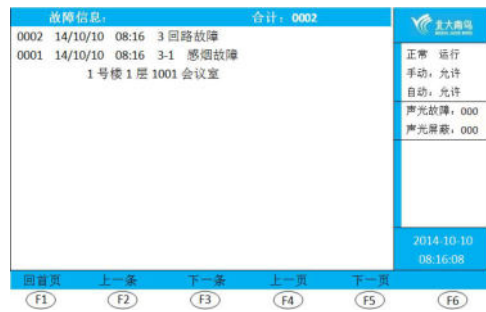 故障信息： 合计：0002
0002 14/10/10 08:16 3 回路故障
0001 14/10/10 08:16 3-1 感烟故障
1 号楼 1 层 1001 会议室
北大青鸟
正常 运行
手动：允许
自动：允许
声光故障：000
声光屏蔽：000
2014-10-10
08:16:08
回首页 上一条 下一条 上一页 下一页
F1 F2 F3 F4 F5 F6